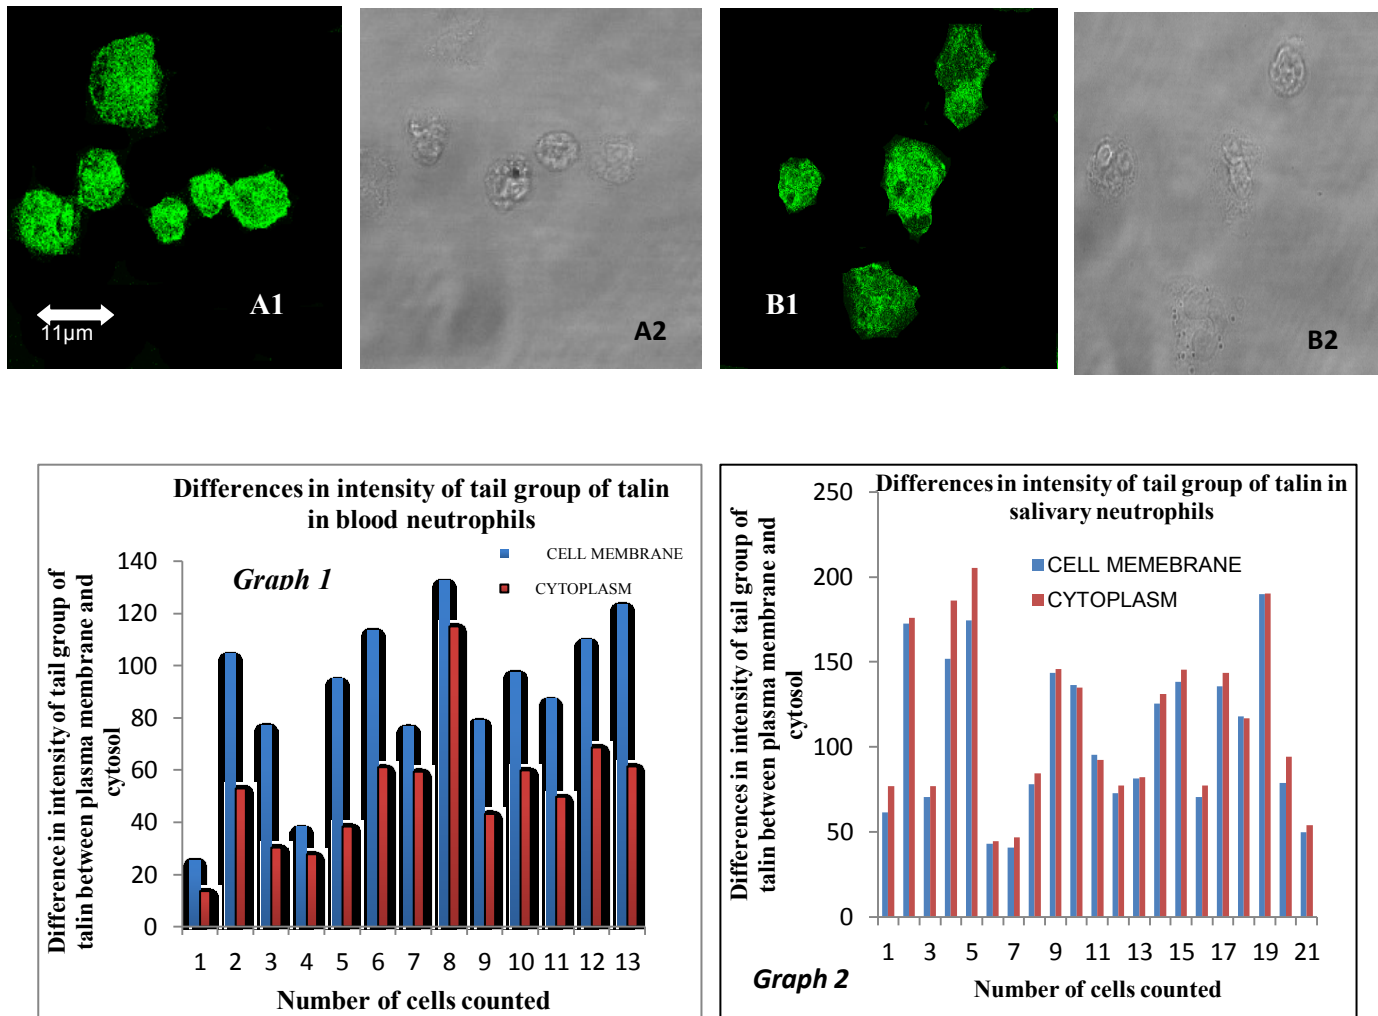 A1
11µm
A2
B1
B2
Differences in intensity of tail group of talin
in blood neutrophils
Graph 1
CELL MEMBRANE
CYTOPLASM
Difference in intensity of tail group of
talin between plasma membrane and
cytosol
140
120
100
80
60
40
20
0
1 2 3 4 5 6 7 8 9 10 11 12 13
Number of cells counted
Differences in intensity of tail group of talin in
salivary neutrophils
CELL MEMEBRANE
CYTOPLASM
Differences in intensity of tail group of
talin between plasma membrane and
cytosol
250
200
150
100
50
0
1 3 5 7 9 11 13 15 17 19 21
Graph 2
Number of cells counted